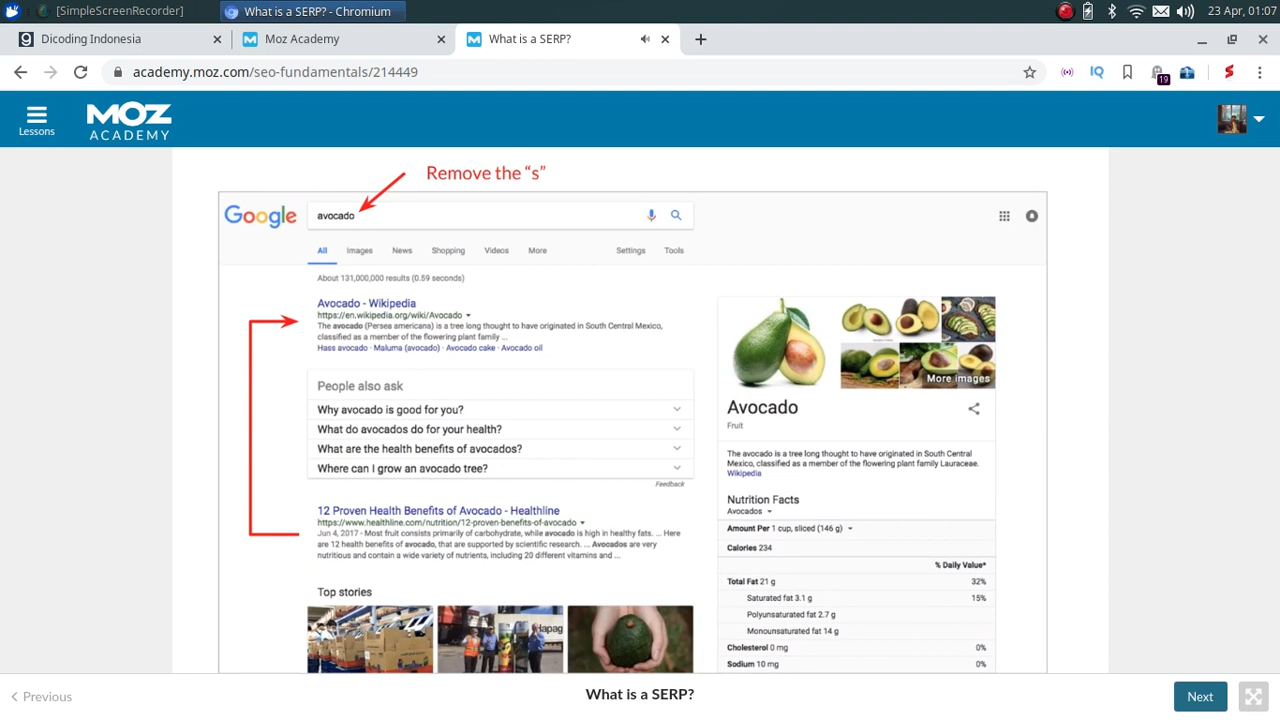 [SimpleScreenRecorder]
What is a SERP? - Chromium
23 Apr, 01:07
Dicoding Indonesia
Moz Academy
What is a SERP?
academy.moz.com/seo-fundamentals/214449
IQ
19
Lessons
MOZ
ACADEMY
Remove the “s”
Google
avocado
All
Images
News
Shopping
Videos
More
Settings
Tools
About 131,000,000 results (0.59 seconds)
Avocado - Wikipedia
https://en.wikipedia.org/wiki/Avocado
The avocado (Persea americana) is a tree long thought to have originated in South Central Mexico,
classified as a member of the flowering plant family ...
Hass avocado · Maluma (avocado) · Avocado cake · Avocado oil
People also ask
Why avocado is good for you?
What do avocados do for your health?
What are the health benefits of avocados?
Where can I grow an avocado tree?
Feedback
12 Proven Health Benefits of Avocado - Healthline
https://www.healthline.com/nutrition/12-proven-benefits-of-avocado
Jun 4, 2017 - Most fruit consists primarily of carbohydrate, while avocado is high in healthy fats. ... Here
are 12 health benefits of avocado, that are supported by scientific research. ... Avocados are very
nutritious and contain a wide variety of nutrients, including 20 different vitamins and ...
Top stories
Hapag
More images
Avocado
Fruit
The avocado is a tree long thought to have originated in South Central
Mexico, classified as a member of the flowering plant family Lauraceae.
Wikipedia
Nutrition Facts
Avocados
Amount Per 1 cup, sliced (146 g)
Calories 234
% Daily Value*
Total Fat 21 g 32%
Saturated fat 3.1 g 15%
Polyunsaturated fat 2.7 g
Monounsaturated fat 14 g
Cholesterol 0 mg 0%
Sodium 10 mg 0%
Previous
What is a SERP?
Next